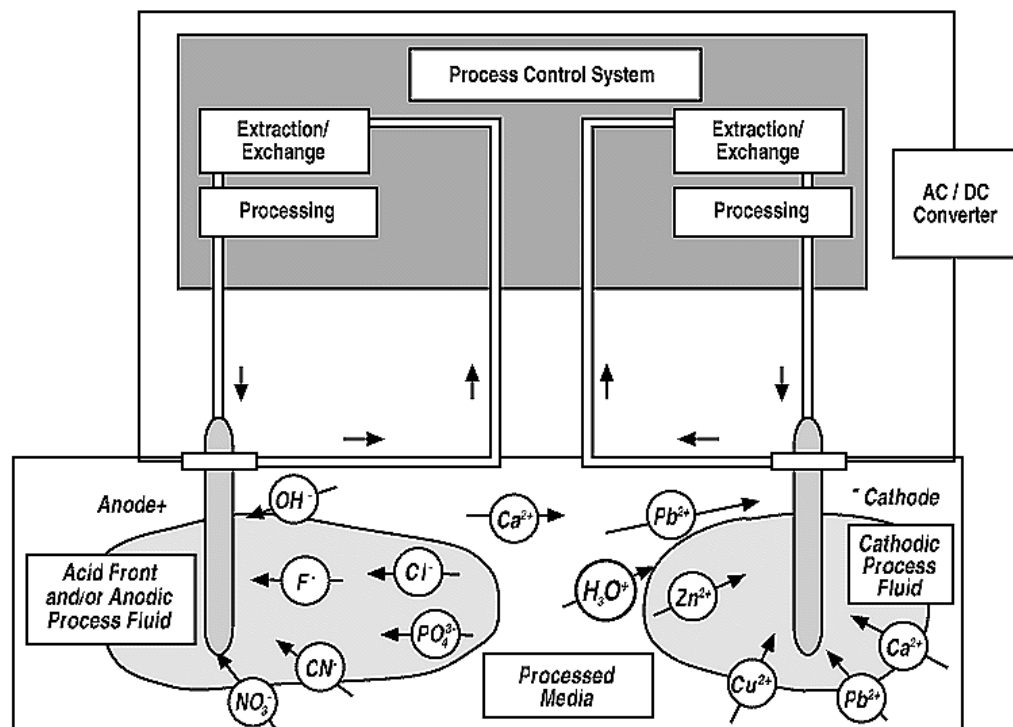 Process Control System
Extraction/
Exchange
Processing
Extraction/
Exchange
Processing
AC / DC
Converter
Anode+
OH⁻
Ca²⁺
Pb²⁺
- Cathode
Acid Front
and/or Anodic
Process Fluid
F⁻
Cl⁻
PO₄³⁻
CN⁻
NO₃⁻
H₃O⁺
Zn²⁺
Cathodic
Process
Fluid
Processed
Media
Cu²⁺
Pb²⁺
Ca²⁺